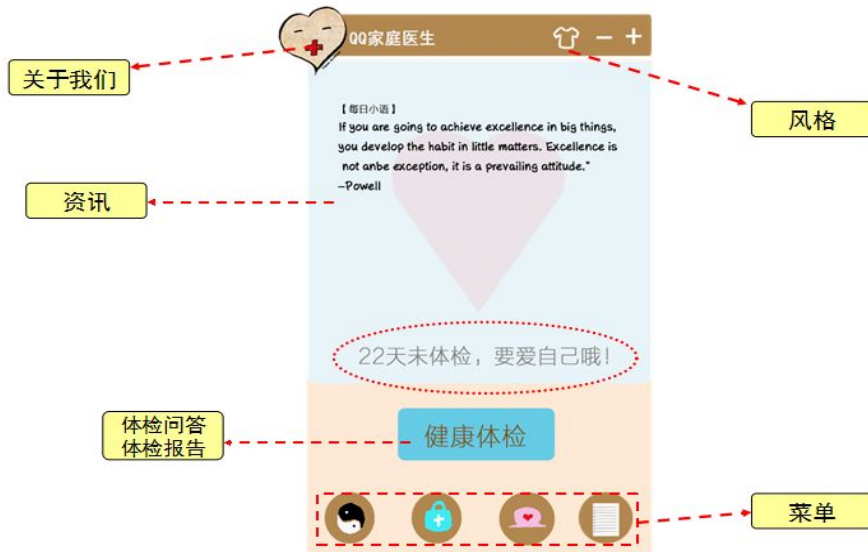 QQ家庭医生
关于我们
风格
【每日小语】
If you are going to achieve excellence in big things,
you develop the habit in little matters. Excellence is
not anbe exception, it is a prevailing attitude."
—Powell
资讯
22天未体检，要爱自己哦！
体检问答
体检报告
健康体检
菜单